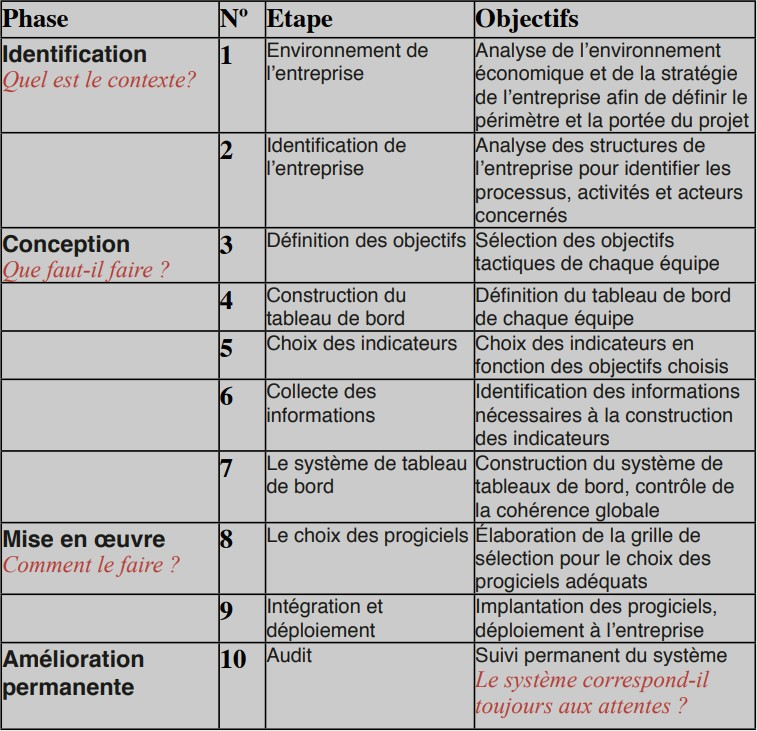 Phase Nº Etape Objectifs
Identification 1 Environnement de Analyse de l'environnement
Quel est le contexte? l'entreprise économique et de la stratégie
de l'entreprise afin de définir le
périmètre et la portée du projet
2 Identification de Analyse des structures de
l'entreprise l'entreprise pour identifier les
processus, activités et acteurs
concernés
Conception 3 Définition des objectifs Sélection des objectifs
Que faut-il faire ? tactiques de chaque équipe
4 Construction du Définition du tableau de bord
tableau de bord de chaque équipe
5 Choix des indicateurs Choix des indicateurs en
fonction des objectifs choisis
6 Collecte des Identification des informations
informations nécessaires à la construction
des indicateurs
7 Le système de tableau Construction du système de
de bord tableaux de bord, contrôle de
la cohérence globale
Mise en œuvre 8 Le choix des progiciels Élaboration de la grille de
Comment le faire ? sélection pour le choix des
progiciels adéquats
9 Intégration et Implantation des progiciels,
déploiement déploiement à l'entreprise
Amélioration 10 Audit Suivi permanent du système
permanente Le système correspond-il
toujours aux attentes ?